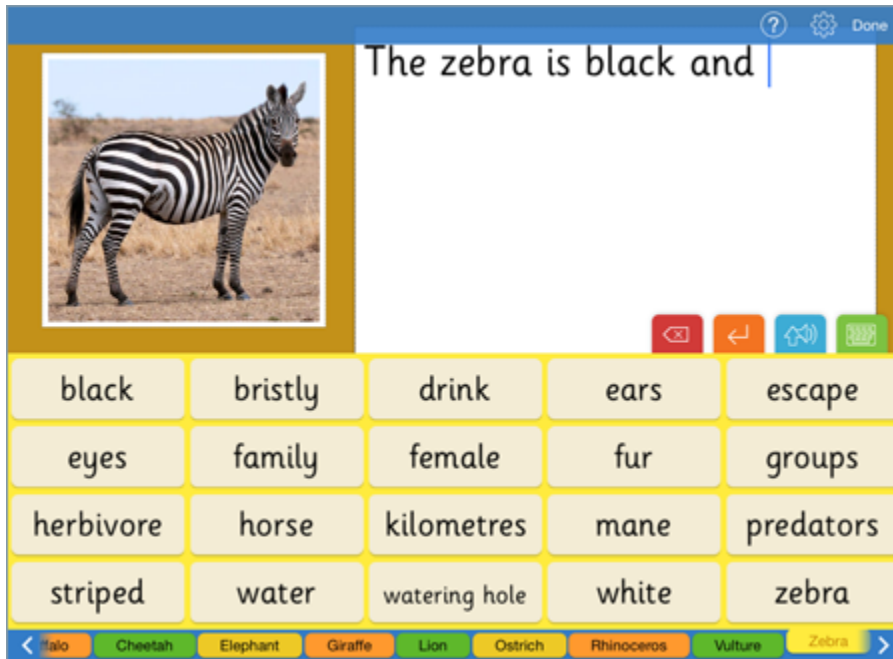 ? Done
The zebra is black and
black bristly drink ears escape
eyes family female fur groups
herbivore horse kilometres mane predators
striped water watering hole white zebra
ffalo Cheetah Elephant Giraffe Lion Ostrich Rhinoceros Vulture Zebra